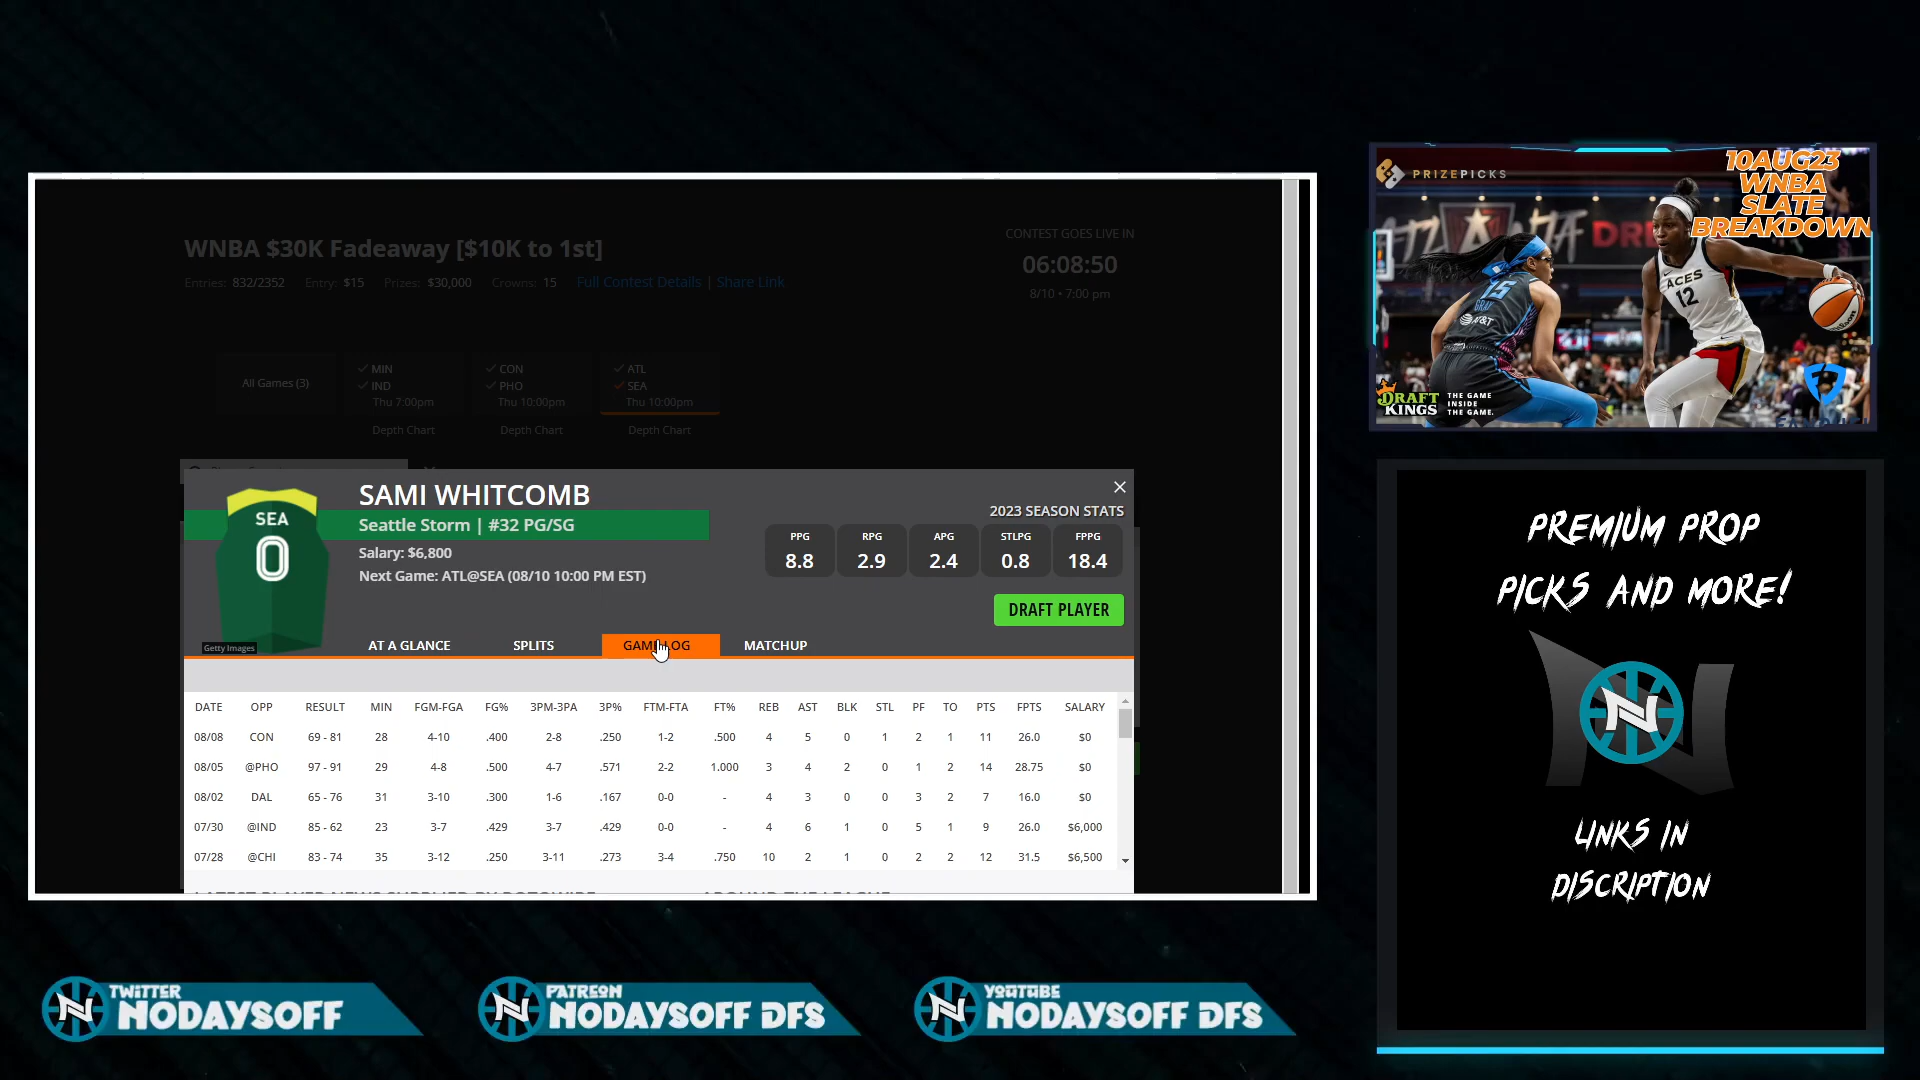 WNBA $30K Fadeaway [$10K to 1st]
Entries: 832/2352 Entry: $15 Prizes: $30,000 Crowns: 15 Full Contest Details | Share Link
CONTEST GOES LIVE IN
06:08:50
8/10 • 7:00 pm
All Games (3)
MIN
IND
Thu 7:00pm
Depth Chart
CON
PHO
Thu 10:00pm
Depth Chart
ATL
SEA
Thu 10:00pm
Depth Chart
SEA
0
Getty Images
SAMI WHITCOMB
Seattle Storm | #32 PG/SG
Salary: $6,800
Next Game: ATL@SEA (08/10 10:00 PM EST)
2023 SEASON STATS
PPG RPG APG STLPG FPPG
8.8 2.9 2.4 0.8 18.4
DRAFT PLAYER
AT A GLANCE SPLITS GAME LOG MATCHUP
DATE OPP RESULT MIN FGM-FGA FG% 3PM-3PA 3P% FTM-FTA FT% REB AST BLK STL PF TO PTS FPTS SALARY
08/08 CON 69 - 81 28 4-10 .400 2-8 .250 1-2 .500 4 5 0 1 2 1 11 26.0 $0
08/05 @PHO 97 - 91 29 4-8 .500 4-7 .571 2-2 1.000 3 4 2 0 1 2 14 28.75 $0
08/02 DAL 65 - 76 31 3-10 .300 1-6 .167 0-0 - 4 3 0 0 3 2 7 16.0 $0
07/30 @IND 85 - 62 23 3-7 .429 3-7 .429 0-0 - 4 6 1 0 5 1 9 26.0 $6,000
07/28 @CHI 83 - 74 35 3-12 .250 3-11 .273 3-4 .750 10 2 1 0 2 2 12 31.5 $6,500
PRIZEPICKS
10AUG23
WNBA
SLATE
BREAKDOWN
ACES
12
15
GRAY
AT&T
DRAFT
KINGS
THE GAME
INSIDE
THE GAME.
PREMIUM PROP
PICKS AND MORE!
LINKS IN
DISCRIPTION
TWITTER
NODAYSOFF
PATREON
NODAYSOFF DFS
YOUTUBE
NODAYSOFF DFS